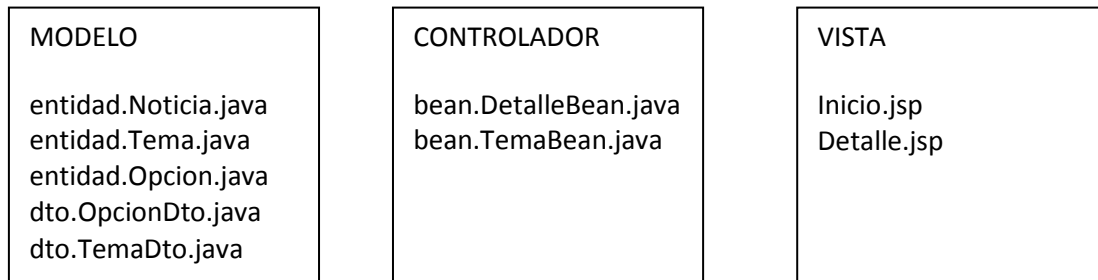 MODELO
entidad.Noticia.java
entidad.Tema.java
entidad.Opcion.java
dto.OpcionDto.java
dto.TemaDto.java
CONTROLADOR
bean.DetalleBean.java
bean.TemaBean.java
VISTA
Inicio.jsp
Detalle.jsp